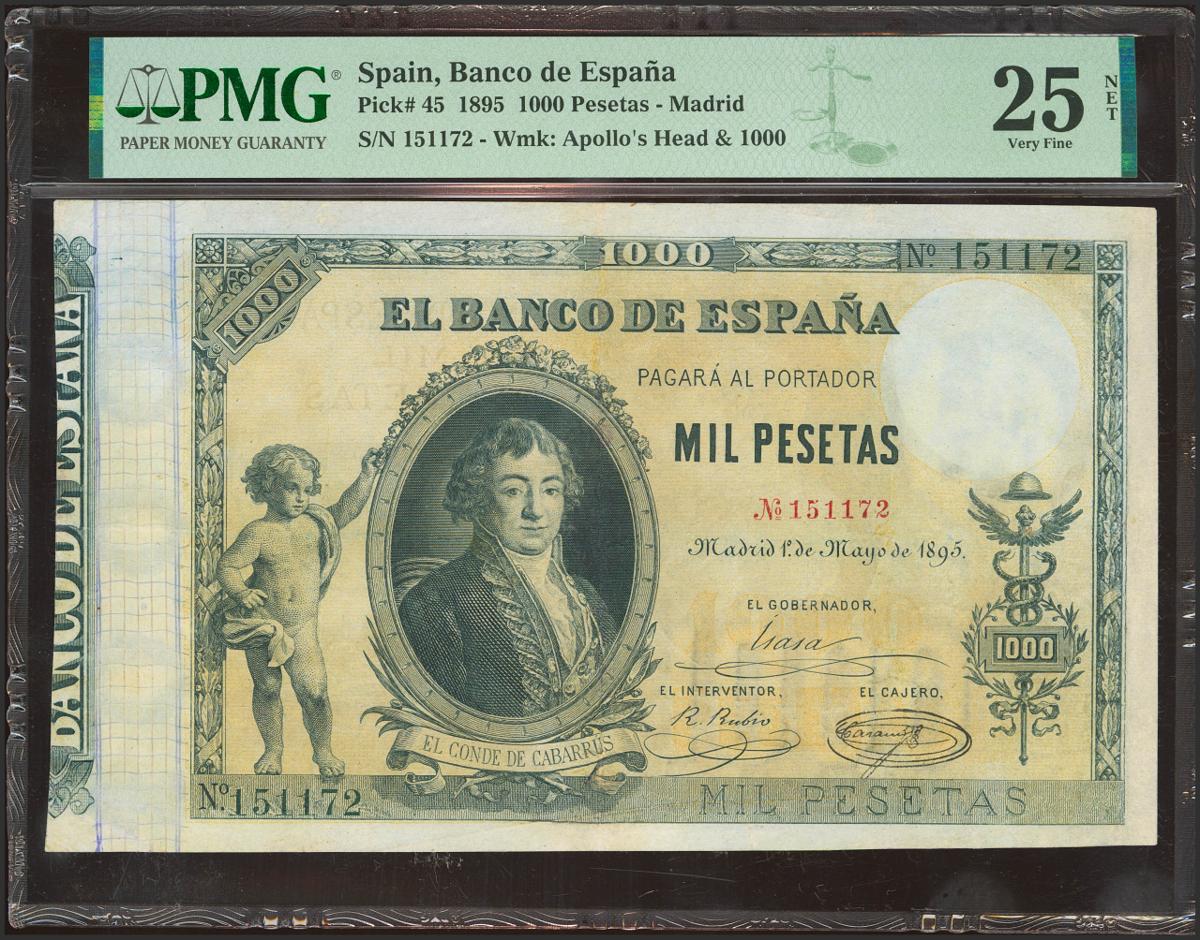 PMG®
PAPER MONEY GUARANTY
Spain, Banco de España
Pick# 45 1895 1000 Pesetas - Madrid
S/N 151172 - Wmk: Apollo's Head & 1000
25
NET
Very Fine
BANCO DE ESPAÑA
1000
1000
Nº. 151172
EL BANCO DE ESPAÑA
PAGARÁ AL PORTADOR
MIL PESETAS
Nº 151172
Madrid 1º de Mayo de 1895.
EL GOBERNADOR,
Isasa
EL INTERVENTOR,
EL CAJERO,
R. Rubio
1000
EL CONDE DE CABARRÚS
Nº. 151172
MIL PESETAS